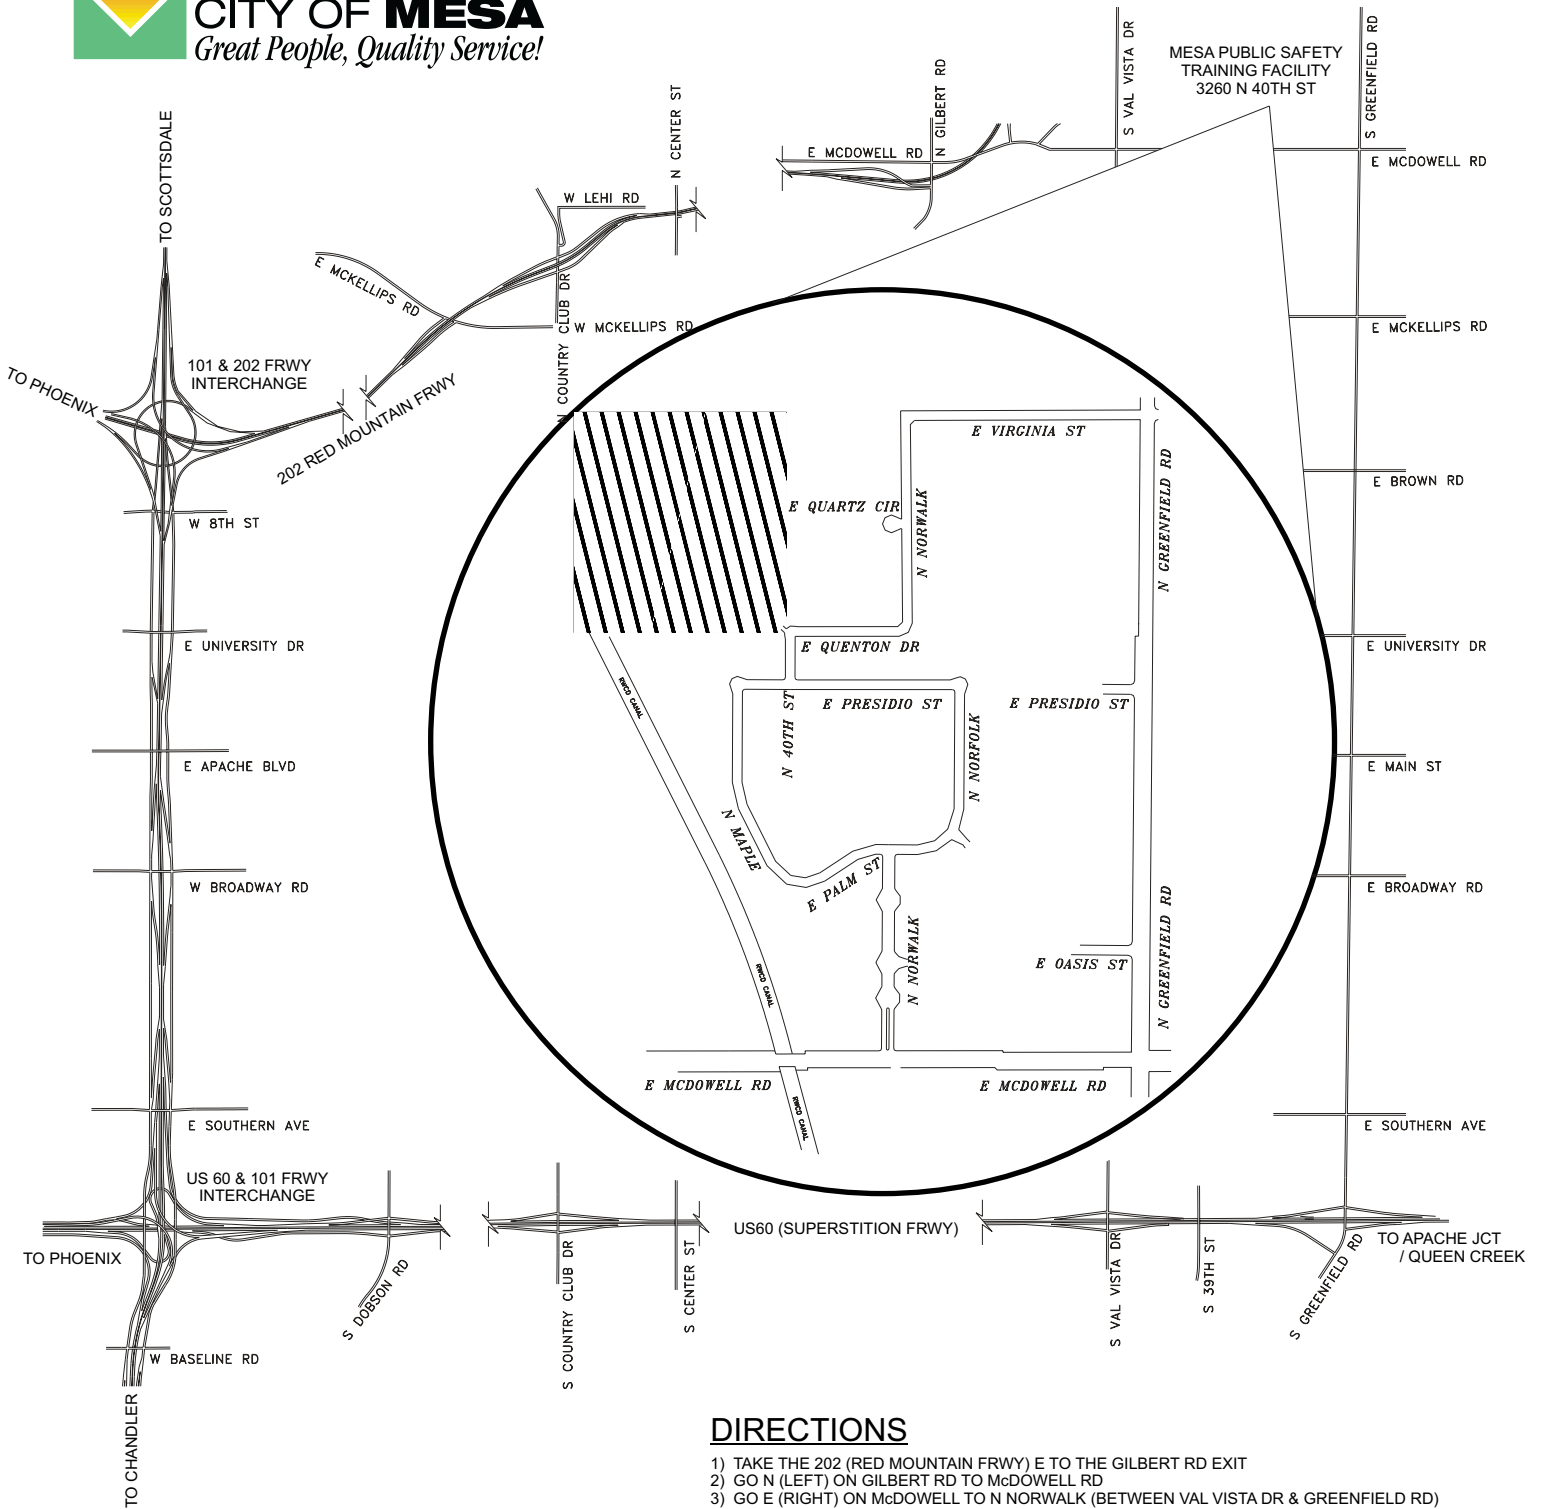 CITY OF MESA
Great People, Quality Service!
MESA PUBLIC SAFETY
TRAINING FACILITY
3260 N 40TH ST
S VAL VISTA DR
S GREENFIELD RD
N GILBERT RD
N CENTER ST
TO SCOTTSDALE
E MCDOWELL RD
E MCDOWELL RD
W LEHI RD
E MCKELLIPS RD
N COUNTRY CLUB DR
W MCKELLIPS RD
E MCKELLIPS RD
101 & 202 FRWY
INTERCHANGE
TO PHOENIX
202 RED MOUNTAIN FRWY
E VIRGINIA ST
E BROWN RD
E QUARTZ CIR
N NORWALK
N GREENFIELD RD
W 8TH ST
E UNIVERSITY DR
E QUENTON DR
E UNIVERSITY DR
RWCD CANAL
N 40TH ST
E PRESIDIO ST
E PRESIDIO ST
N NORFOLK
E APACHE BLVD
E MAIN ST
N MAPLE
E PALM ST
W BROADWAY RD
E BROADWAY RD
N NORWALK
N GREENFIELD RD
E OASIS ST
RWCD CANAL
E MCDOWELL RD
E MCDOWELL RD
RWCD CANAL
E SOUTHERN AVE
E SOUTHERN AVE
US 60 & 101 FRWY
INTERCHANGE
US60 (SUPERSTITION FRWY)
TO PHOENIX
TO APACHE JCT
/ QUEEN CREEK
S DOBSON RD
S COUNTRY CLUB DR
S CENTER ST
S VAL VISTA DR
S 39TH ST
S GREENFIELD RD
W BASELINE RD
TO CHANDLER
DIRECTIONS
1) TAKE THE 202 (RED MOUNTAIN FRWY) E TO THE GILBERT RD EXIT
2) GO N (LEFT) ON GILBERT RD TO McDOWELL RD
3) GO E (RIGHT) ON McDOWELL TO N NORWALK (BETWEEN VAL VISTA DR & GREENFIELD RD)